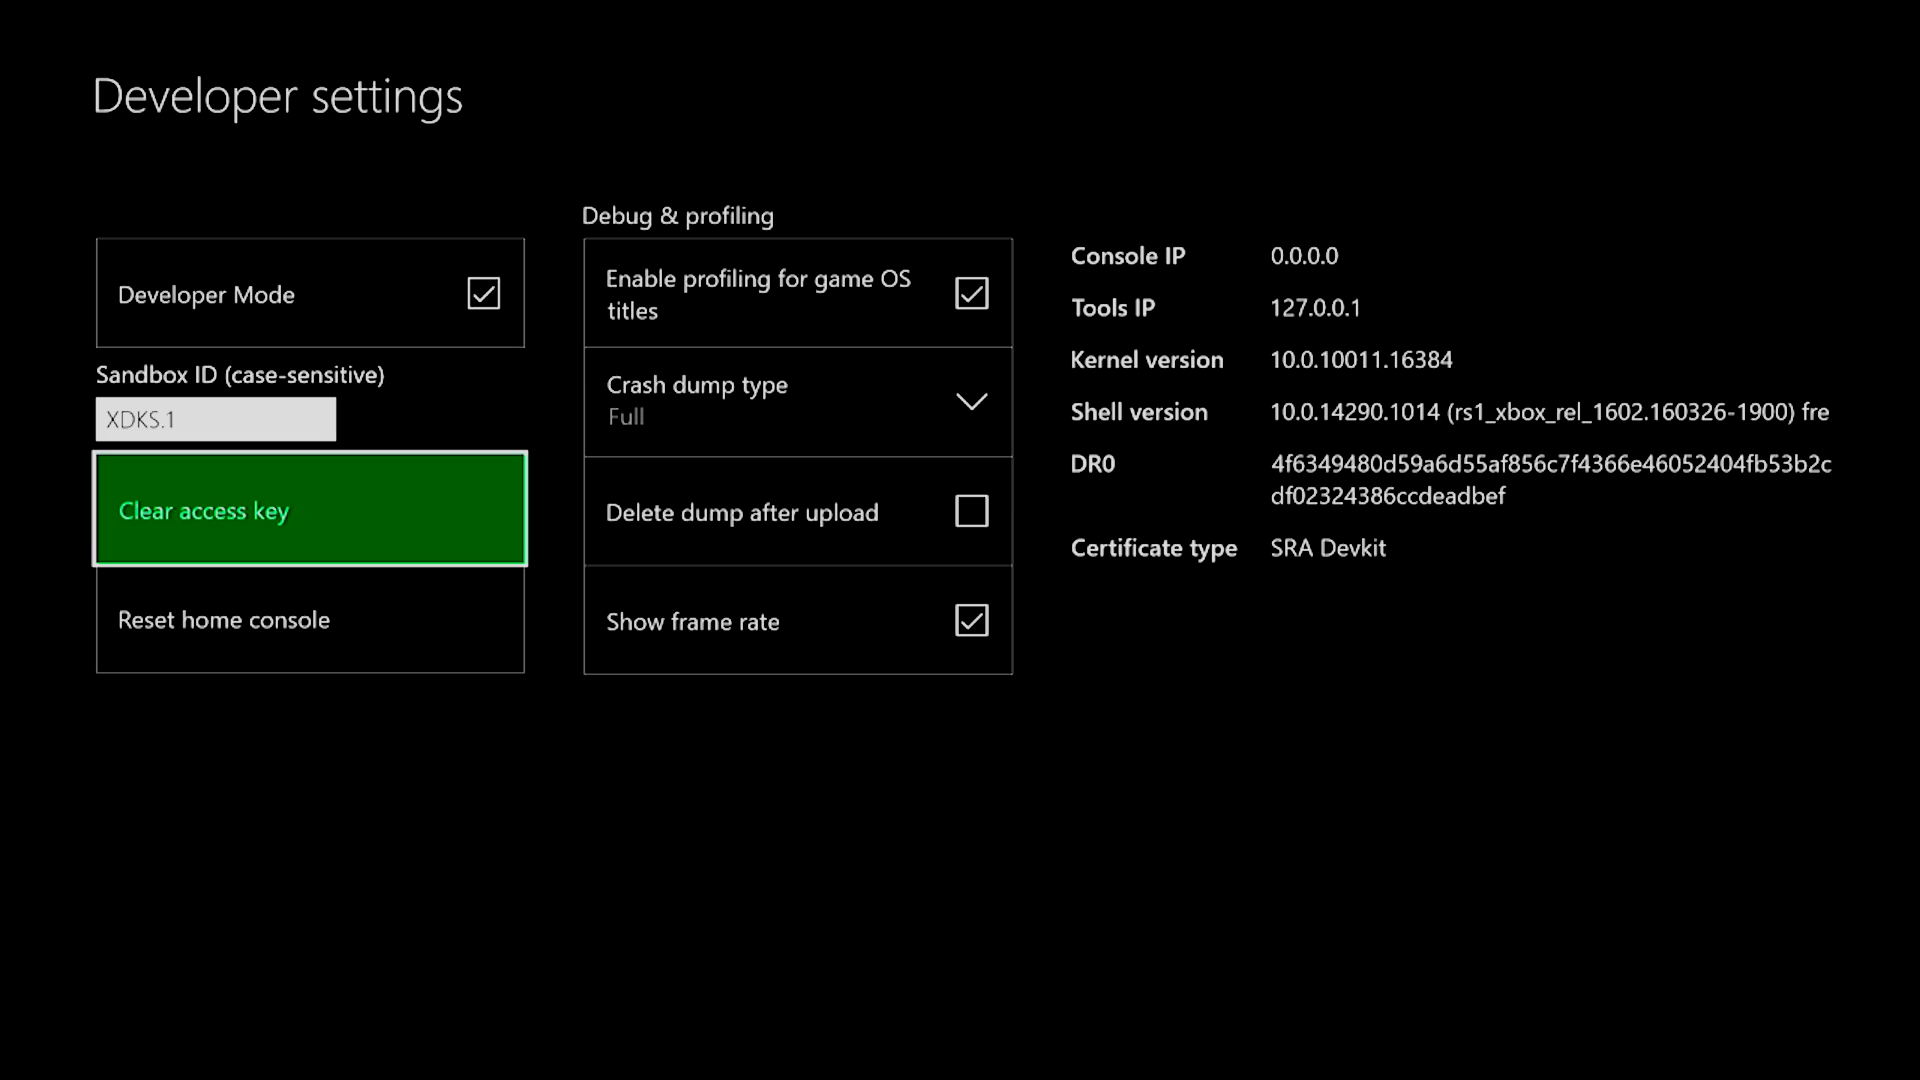 Developer settings
Developer Mode
Sandbox ID (case-sensitive)
XDKS.1
Clear access key
Reset home console
Debug & profiling
Enable profiling for game OS
titles
Crash dump type
Full
Delete dump after upload
Show frame rate
Console IP 0.0.0.0
Tools IP 127.0.0.1
Kernel version 10.0.10011.16384
Shell version 10.0.14290.1014 (rs1_xbox_rel_1602.160326-1900) fre
DR0 4f6349480d59a6d55af856c7f4366e46052404fb53b2c
df02324386ccdeadbef
Certificate type SRA Devkit